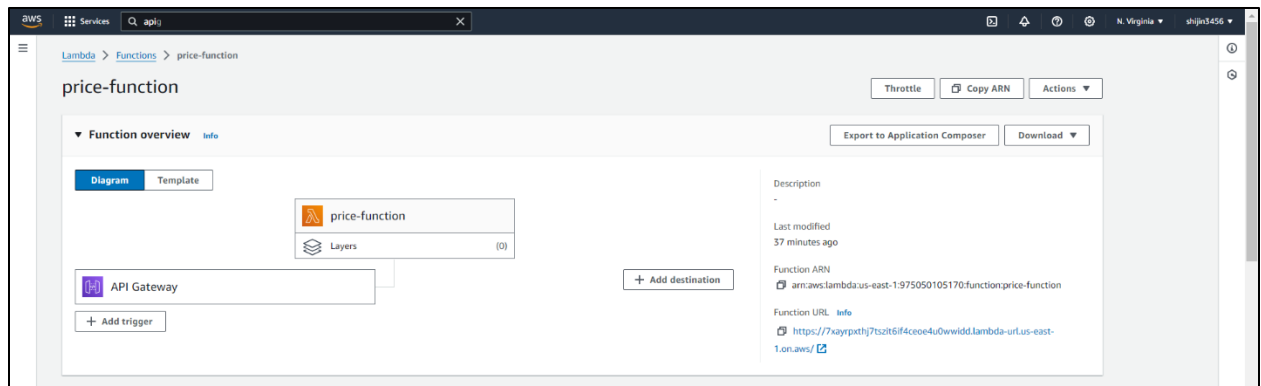 aws Services apig N. Virginia shijin3456
Lambda > Functions > price-function
price-function
Throttle Copy ARN Actions
Function overview Info
Export to Application Composer Download
Diagram Template
price-function
Layers (0)
API Gateway
+ Add trigger
+ Add destination
Description
-
Last modified
37 minutes ago
Function ARN
arn:aws:lambda:us-east-1:975050105170:function:price-function
Function URL Info
https://7xayrpxthj7tszit6if4ceoe4u0wwidd.lambda-url.us-east-
1.on.aws/